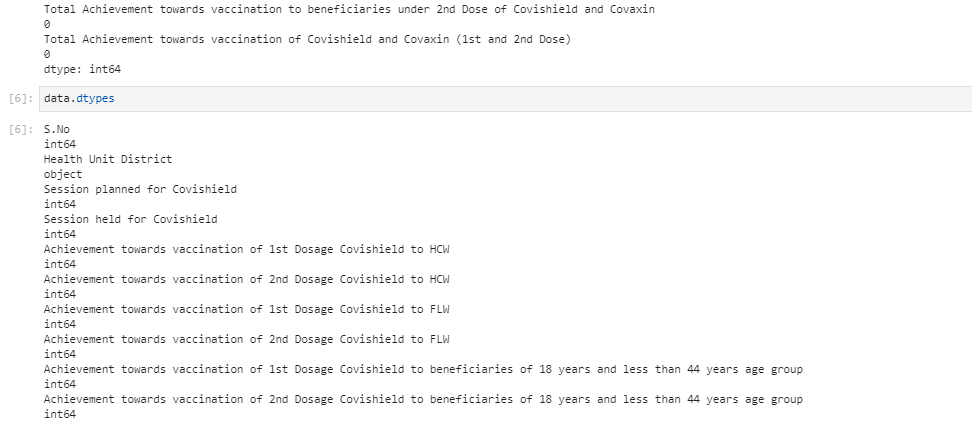 Total Achievement towards vaccination to beneficiaries under 2nd Dose of Covishield and Covaxin
0
Total Achievement towards vaccination of Covishield and Covaxin (1st and 2nd Dose)
0
dtype: int64
[6]: data.dtypes
[6]: S.No
int64
Health Unit District
object
Session planned for Covishield
int64
Session held for Covishield
int64
Achievement towards vaccination of 1st Dosage Covishield to HCW
int64
Achievement towards vaccination of 2nd Dosage Covishield to HCW
int64
Achievement towards vaccination of 1st Dosage Covishield to FLW
int64
Achievement towards vaccination of 2nd Dosage Covishield to FLW
int64
Achievement towards vaccination of 1st Dosage Covishield to beneficiaries of 18 years and less than 44 years age group
int64
Achievement towards vaccination of 2nd Dosage Covishield to beneficiaries of 18 years and less than 44 years age group
int64